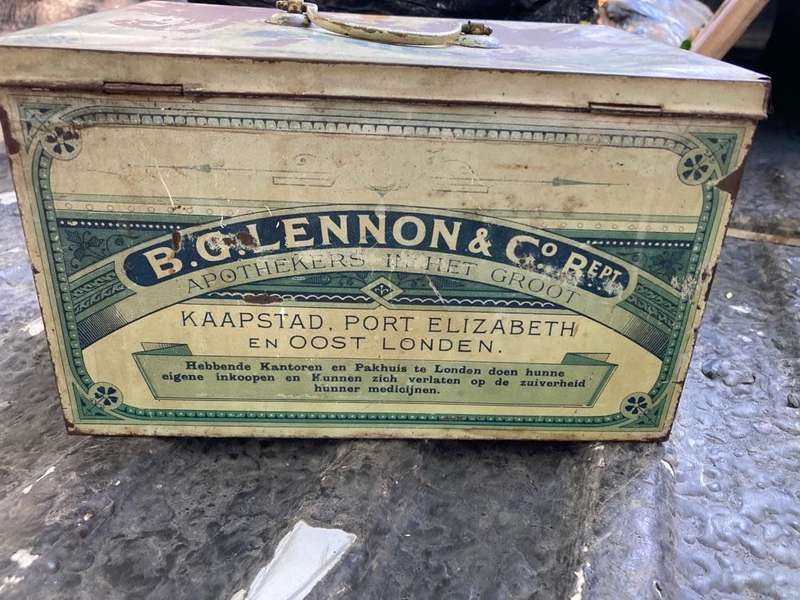 B. G. LENNON & Co BEPT.
APOTHEKERS IN HET GROOT
KAAPSTAD, PORT ELIZABETH
EN OOST LONDEN.
Hebbende Kantoren en Pakhuis te Londen doen hunne
eigene inkoopen en Kunnen zich verlaten op de zuiverheid
hunner medicijnen.